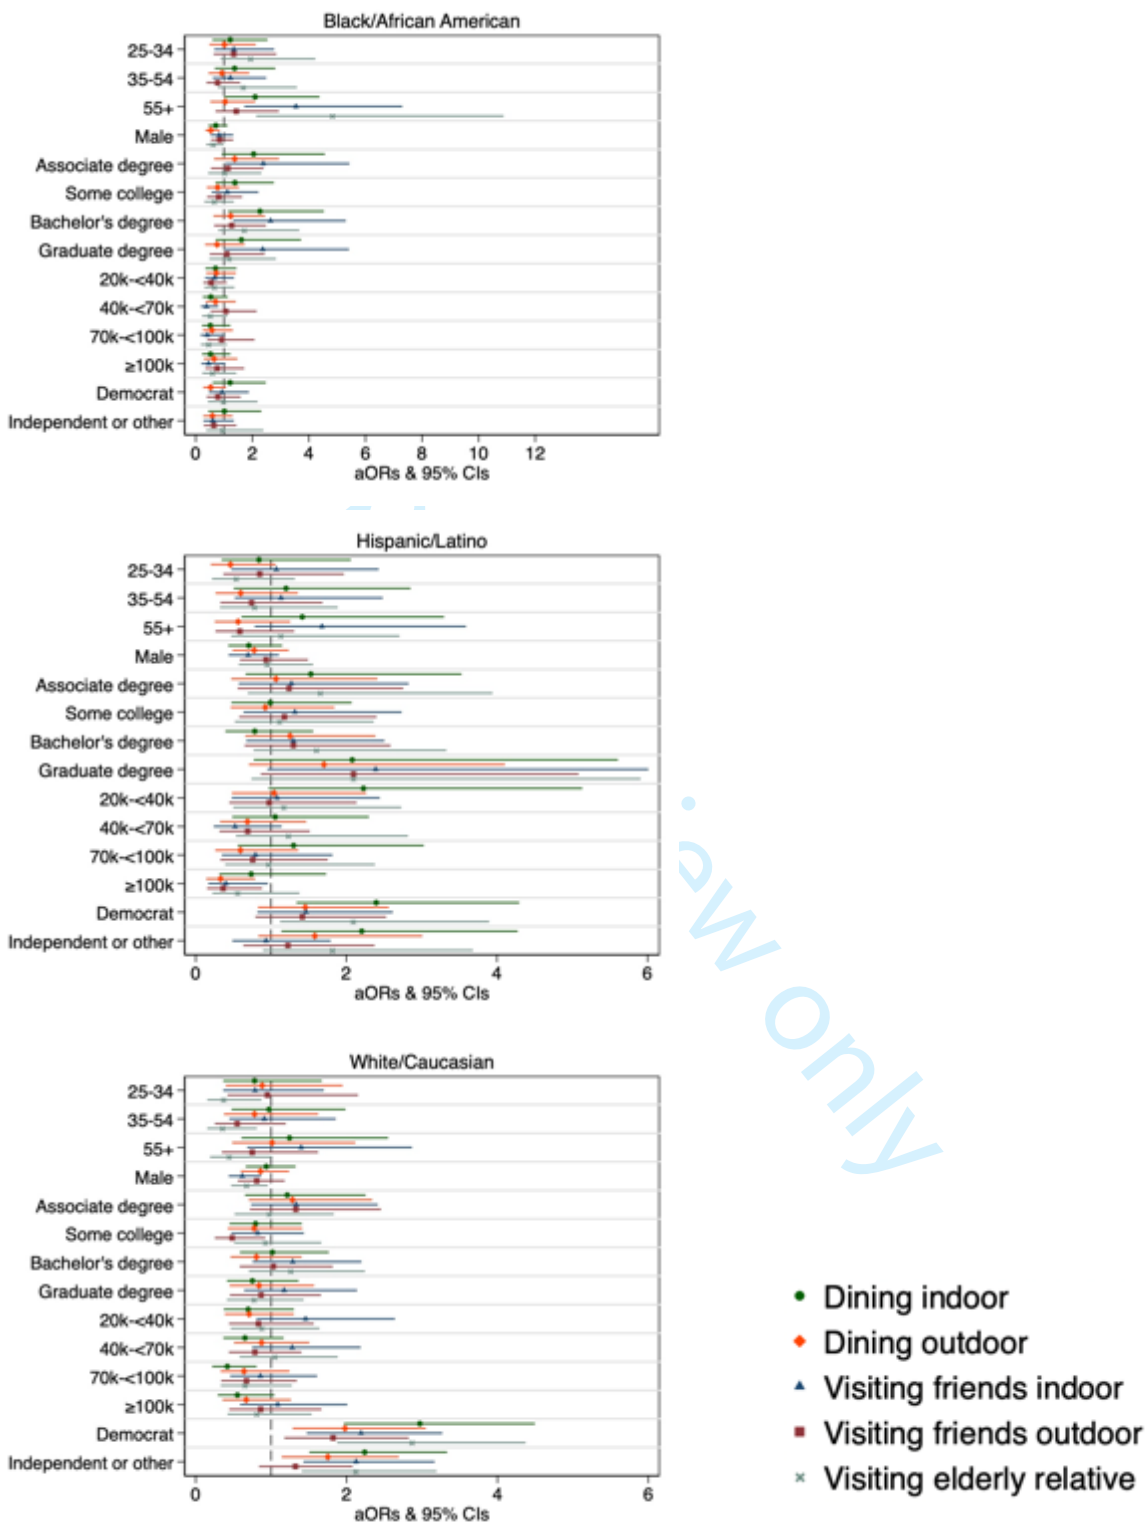 Black/African American
25-34
35-54
55+
Male
Associate degree
Some college
Bachelor's degree
Graduate degree
20k-<40k
40k-<70k
70k-<100k
≥100k
Democrat
Independent or other
0 2 4 6 8 10 12
aORs & 95% CIs
Hispanic/Latino
25-34
35-54
55+
Male
Associate degree
Some college
Bachelor's degree
Graduate degree
20k-<40k
40k-<70k
70k-<100k
≥100k
Democrat
Independent or other
0 2 4 6
aORs & 95% CIs
iew only
White/Caucasian
25-34
35-54
55+
Male
Associate degree
Some college
Bachelor's degree
Graduate degree
20k-<40k
40k-<70k
70k-<100k
≥100k
Democrat
Independent or other
0 2 4 6
aORs & 95% CIs
Dining indoor
Dining outdoor
Visiting friends indoor
Visiting friends outdoor
Visiting elderly relative